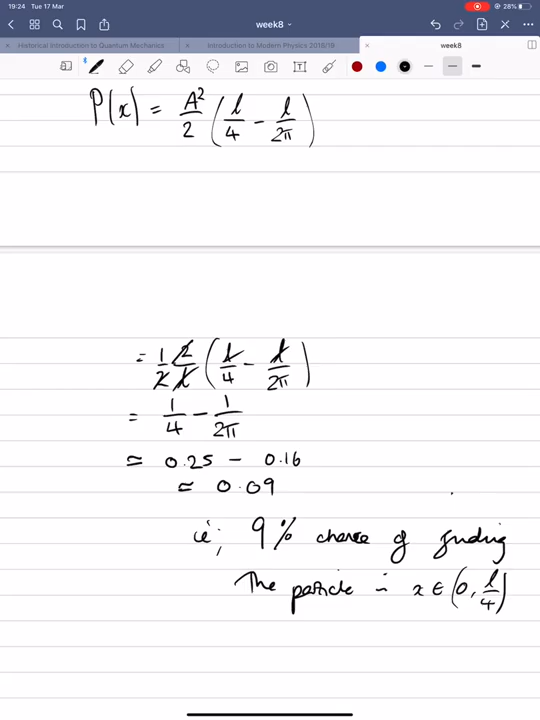 19:24 Tue 17 Mar 28%
week8
Historical Introduction to Quantum Mechanics Introduction to Modern Physics 2018/19 week8
P(x) = A²/2 (l/4 − l/2π)
= 1/2 2/l (l/4 − l/2π)
= 1/4 − 1/2π
≃ 0.25 − 0.16
≃ 0.09
ie; 9% chance of finding
the particle in x ∈ (0, l/4)